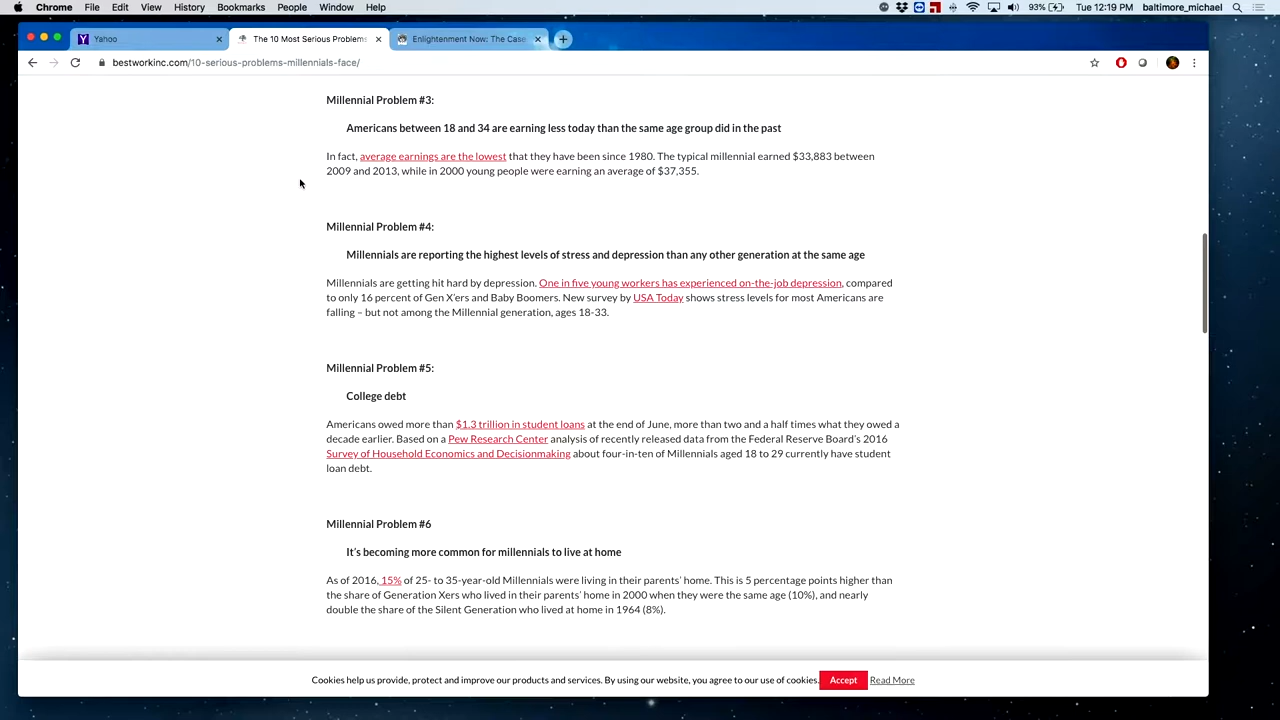 Chrome File Edit View History Bookmarks People Window Help 93% Tue 12:19 PM baltimore_michael
Yahoo The 10 Most Serious Problems Enlightenment Now: The Case
bestworkinc.com/10-serious-problems-millennials-face/
Millennial Problem #3:
Americans between 18 and 34 are earning less today than the same age group did in the past
In fact, average earnings are the lowest that they have been since 1980. The typical millennial earned $33,883 between
2009 and 2013, while in 2000 young people were earning an average of $37,355.
Millennial Problem #4:
Millennials are reporting the highest levels of stress and depression than any other generation at the same age
Millennials are getting hit hard by depression. One in five young workers has experienced on-the-job depression, compared
to only 16 percent of Gen X’ers and Baby Boomers. New survey by USA Today shows stress levels for most Americans are
falling – but not among the Millennial generation, ages 18-33.
Millennial Problem #5:
College debt
Americans owed more than $1.3 trillion in student loans at the end of June, more than two and a half times what they owed a
decade earlier. Based on a Pew Research Center analysis of recently released data from the Federal Reserve Board’s 2016
Survey of Household Economics and Decisionmaking about four-in-ten of Millennials aged 18 to 29 currently have student
loan debt.
Millennial Problem #6
It’s becoming more common for millennials to live at home
As of 2016, 15% of 25- to 35-year-old Millennials were living in their parents’ home. This is 5 percentage points higher than
the share of Generation Xers who lived in their parents’ home in 2000 when they were the same age (10%), and nearly
double the share of the Silent Generation who lived at home in 1964 (8%).
Cookies help us provide, protect and improve our products and services. By using our website, you agree to our use of cookies. Accept Read More